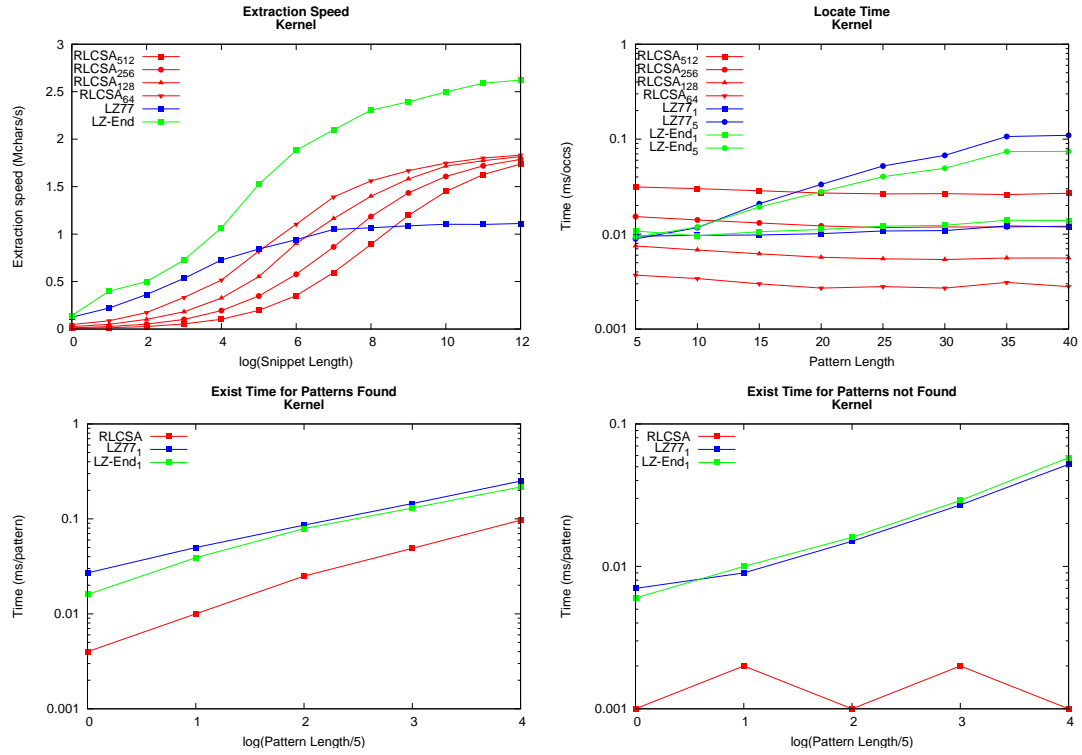 Extraction Speed
Kernel
Extraction speed (Mchars/s)
3
2.5
2
1.5
1
0.5
0
RLCSA512
RLCSA256
RLCSA128
RLCSA64
LZ77
LZ-End
0 2 4 6 8 10 12
log(Snippet Length)
Locate Time
Kernel
Time (ms/occs)
1
0.1
0.01
0.001
RLCSA512
RLCSA256
RLCSA128
RLCSA64
LZ771
LZ775
LZ-End1
LZ-End5
5 10 15 20 25 30 35 40
Pattern Length
Exist Time for Patterns Found
Kernel
Time (ms/pattern)
1
0.1
0.01
0.001
RLCSA
LZ771
LZ-End1
0 1 2 3 4
log(Pattern Length/5)
Exist Time for Patterns not Found
Kernel
Time (ms/pattern)
0.1
0.01
0.001
RLCSA
LZ771
LZ-End1
0 1 2 3 4
log(Pattern Length/5)